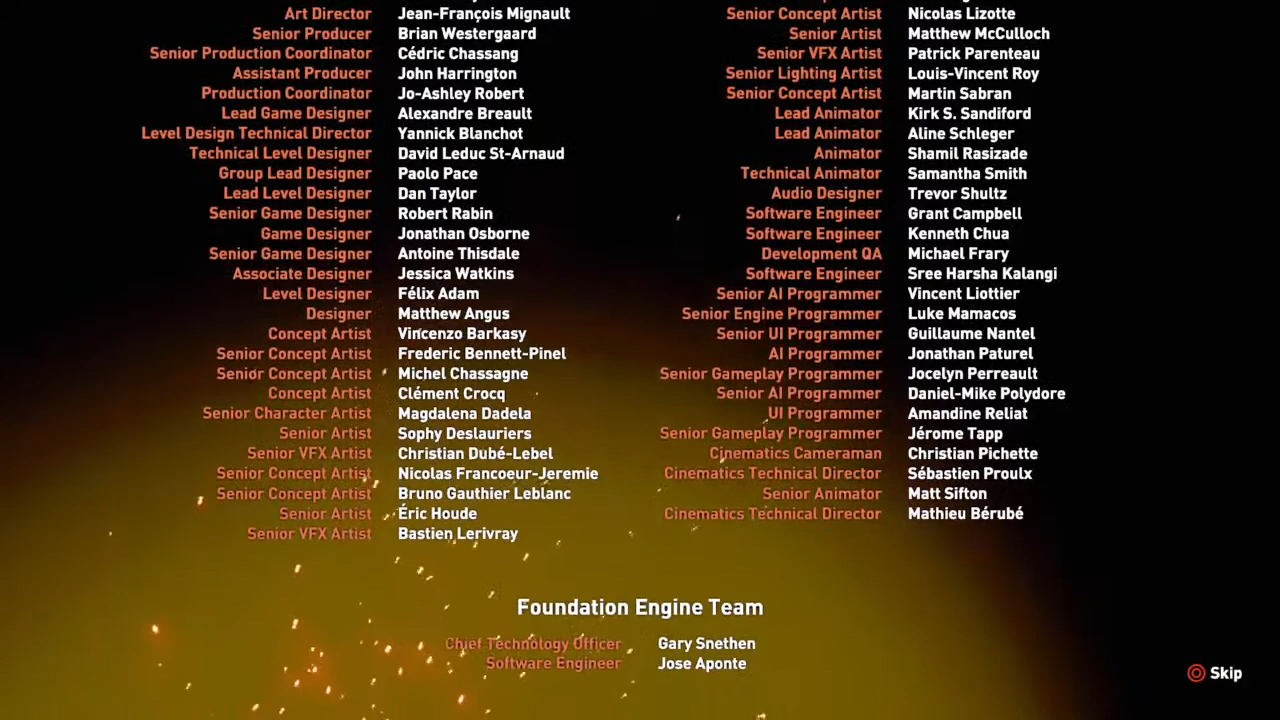 Art Director Jean-François Mignault
Senior Producer Brian Westergaard
Senior Production Coordinator Cédric Chassang
Assistant Producer John Harrington
Production Coordinator Jo-Ashley Robert
Lead Game Designer Alexandre Breault
Level Design Technical Director Yannick Blanchot
Technical Level Designer David Leduc St-Arnaud
Group Lead Designer Paolo Pace
Lead Level Designer Dan Taylor
Senior Game Designer Robert Rabin
Game Designer Jonathan Osborne
Senior Game Designer Antoine Thisdale
Associate Designer Jessica Watkins
Level Designer Félix Adam
Designer Matthew Angus
Concept Artist Vincenzo Barkasy
Senior Concept Artist Frederic Bennett-Pinel
Senior Concept Artist Michel Chassagne
Concept Artist Clément Crocq
Senior Character Artist Magdalena Dadela
Senior Artist Sophy Deslauriers
Senior VFX Artist Christian Dubé-Lebel
Senior Concept Artist Nicolas Francoeur-Jeremie
Senior Concept Artist Bruno Gauthier Leblanc
Senior Artist Éric Houde
Senior VFX Artist Bastien Lerivray
Senior Concept Artist Nicolas Lizotte
Senior Artist Matthew McCulloch
Senior VFX Artist Patrick Parenteau
Senior Lighting Artist Louis-Vincent Roy
Senior Concept Artist Martin Sabran
Lead Animator Kirk S. Sandiford
Lead Animator Aline Schleger
Animator Shamil Rasizade
Technical Animator Samantha Smith
Audio Designer Trevor Shultz
Software Engineer Grant Campbell
Software Engineer Kenneth Chua
Development QA Michael Frary
Software Engineer Sree Harsha Kalangi
Senior AI Programmer Vincent Liottier
Senior Engine Programmer Luke Mamacos
Senior UI Programmer Guillaume Nantel
AI Programmer Jonathan Paturel
Senior Gameplay Programmer Jocelyn Perreault
Senior AI Programmer Daniel-Mike Polydore
UI Programmer Amandine Reliat
Senior Gameplay Programmer Jérome Tapp
Cinematics Cameraman Christian Pichette
Cinematics Technical Director Sébastien Proulx
Senior Animator Matt Sifton
Cinematics Technical Director Mathieu Bérubé
Foundation Engine Team
Chief Technology Officer Gary Snethen
Software Engineer Jose Aponte
Skip